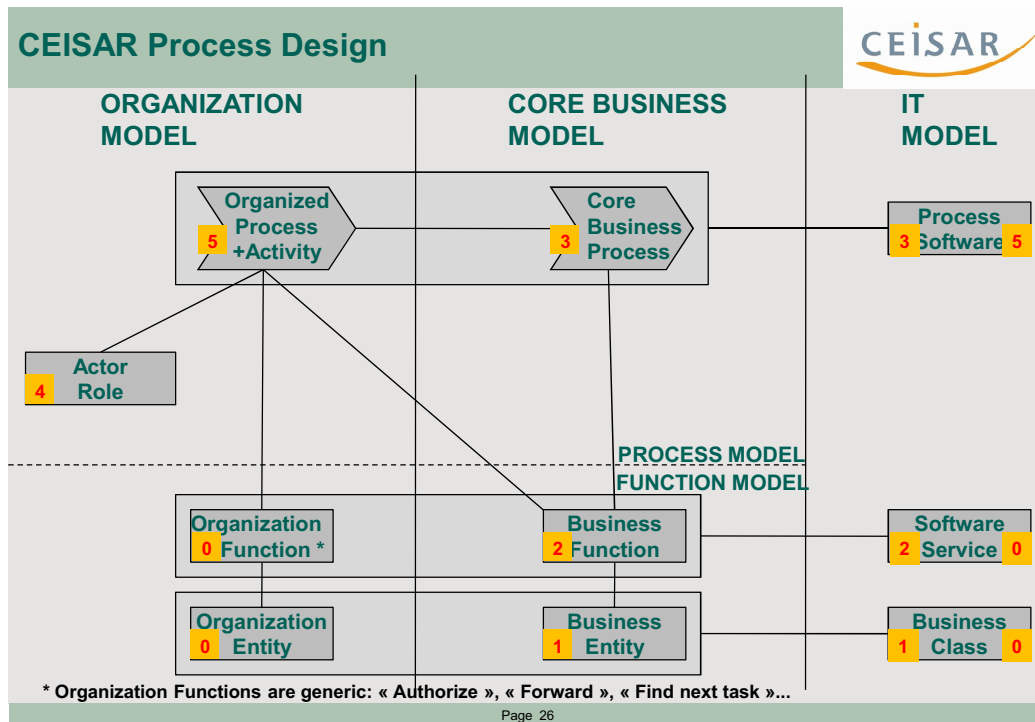 CEISAR Process Design
CEISAR
ORGANIZATION
MODEL
CORE BUSINESS
MODEL
IT
MODEL
Organized
Process
5 +Activity
Core
Business
3 Process
Process
3 Software 5
Actor
4 Role
PROCESS MODEL
FUNCTION MODEL
Organization
0 Function *
Business
2 Function
Software
2 Service 0
Organization
0 Entity
Business
1 Entity
Business
1 Class 0
* Organization Functions are generic: « Authorize », « Forward », « Find next task »...
Page 26